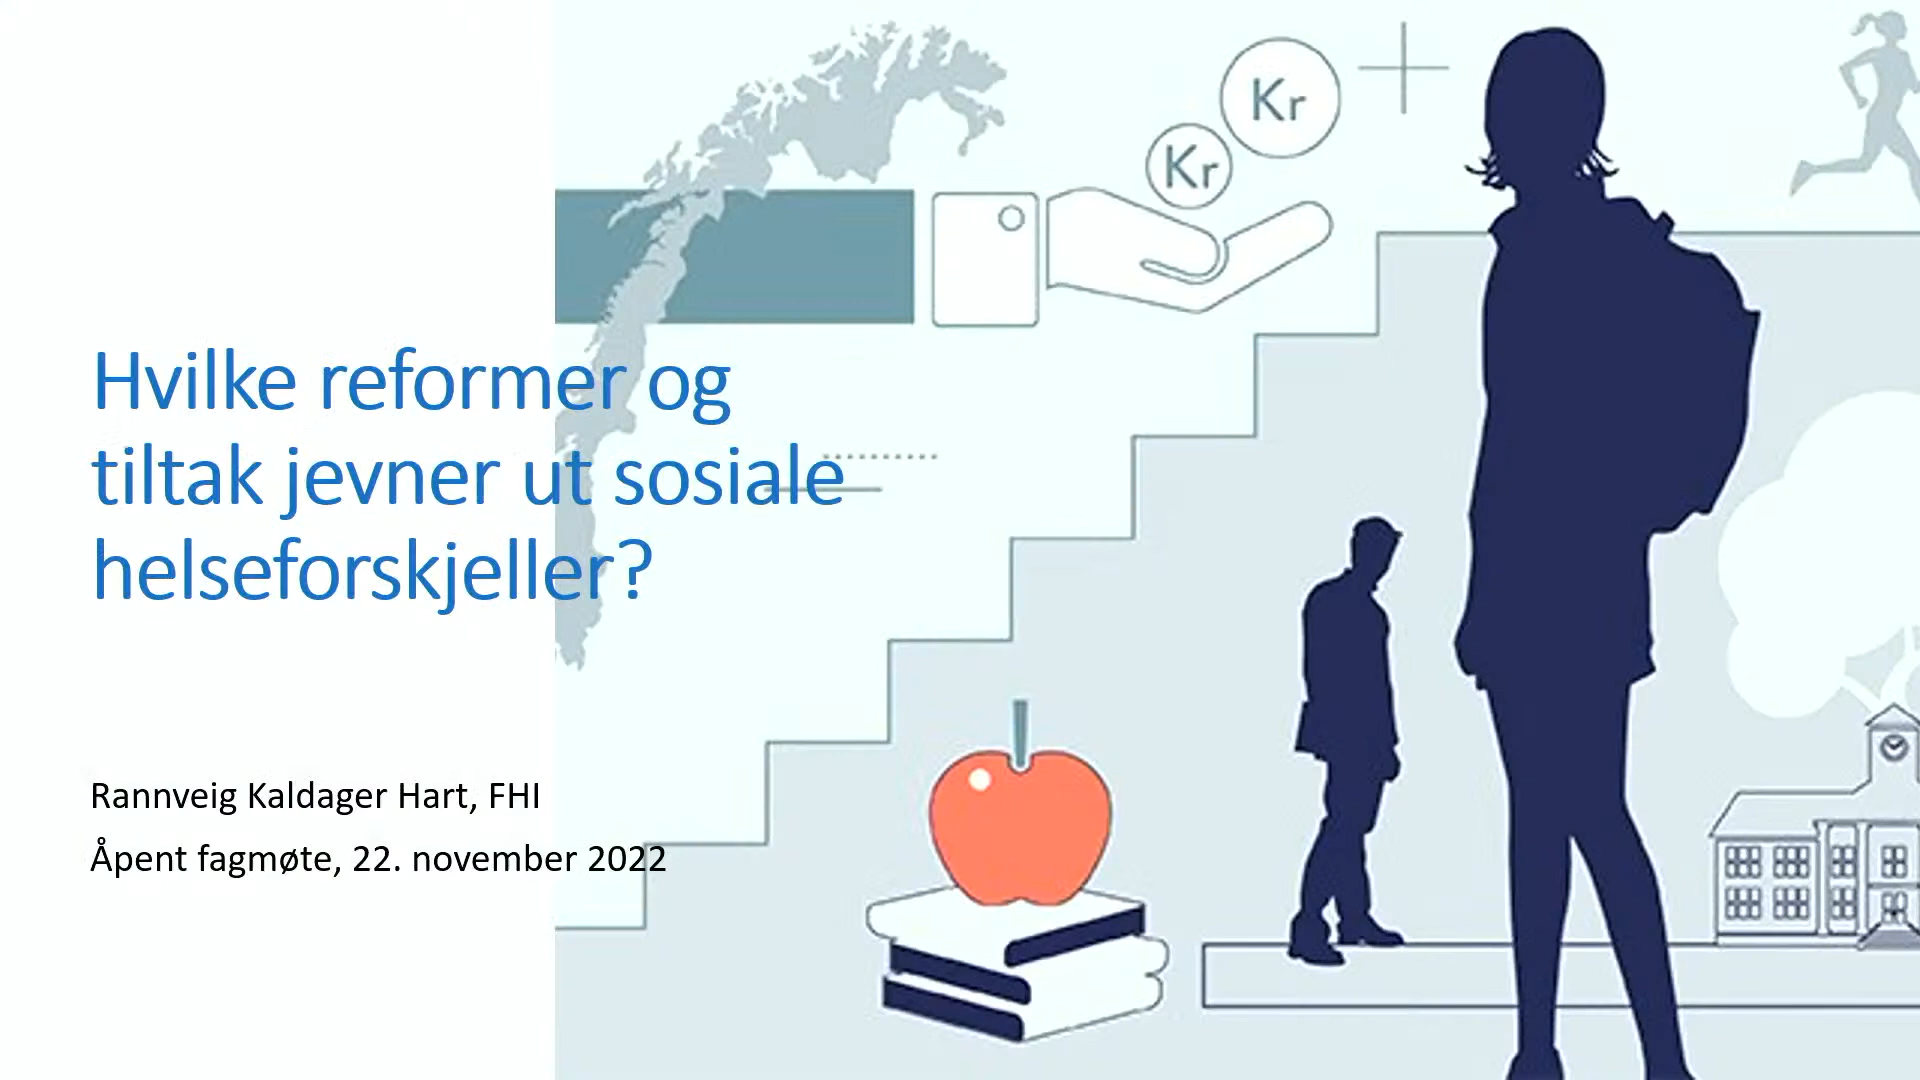 Kr
Kr
Hvilke reformer og
tiltak jevner ut sosiale
helseforskjeller?
Rannveig Kaldager Hart, FHI
Åpent fagmøte, 22. november 2022